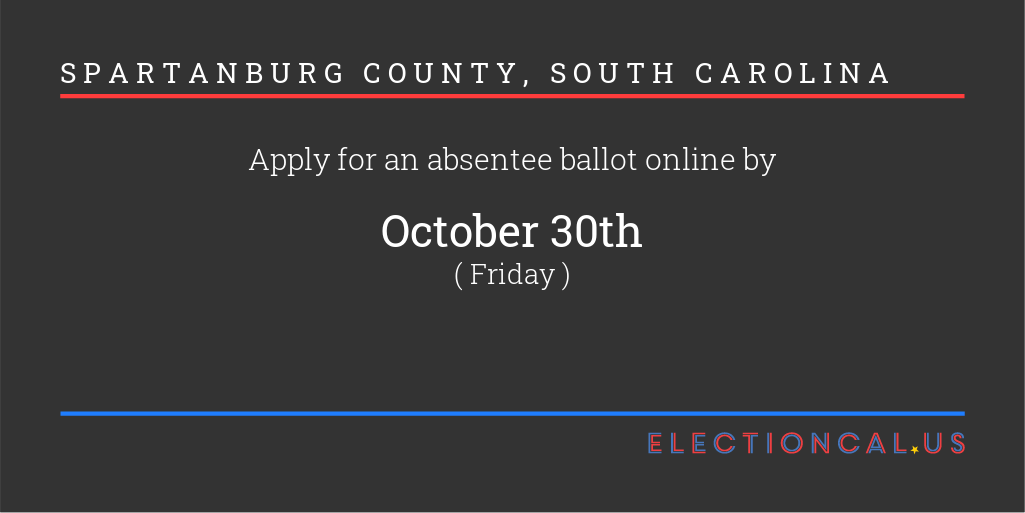 SPARTANBURG COUNTY, SOUTH CAROLINA
Apply for an absentee ballot online by
October 30th
( Friday )
ELECTIONCAL.US